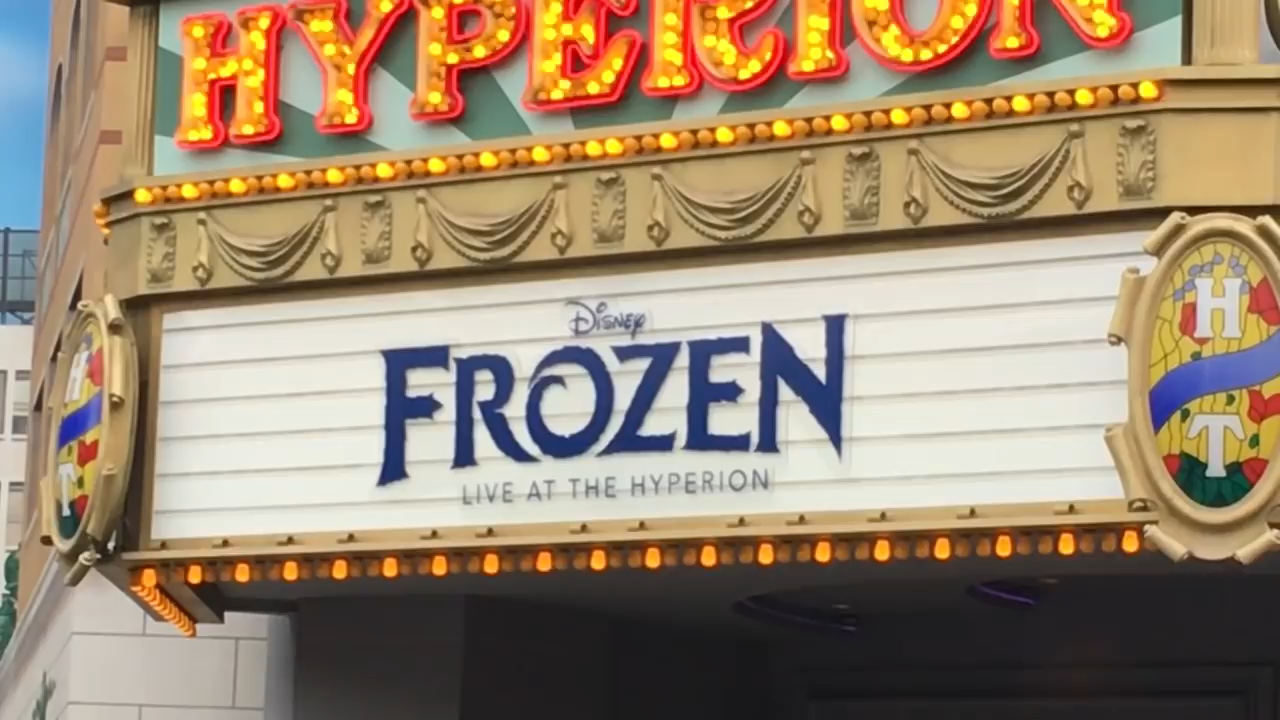 HYPERION
DISNEY
FROZEN
LIVE AT THE HYPERION
H
T
H
T